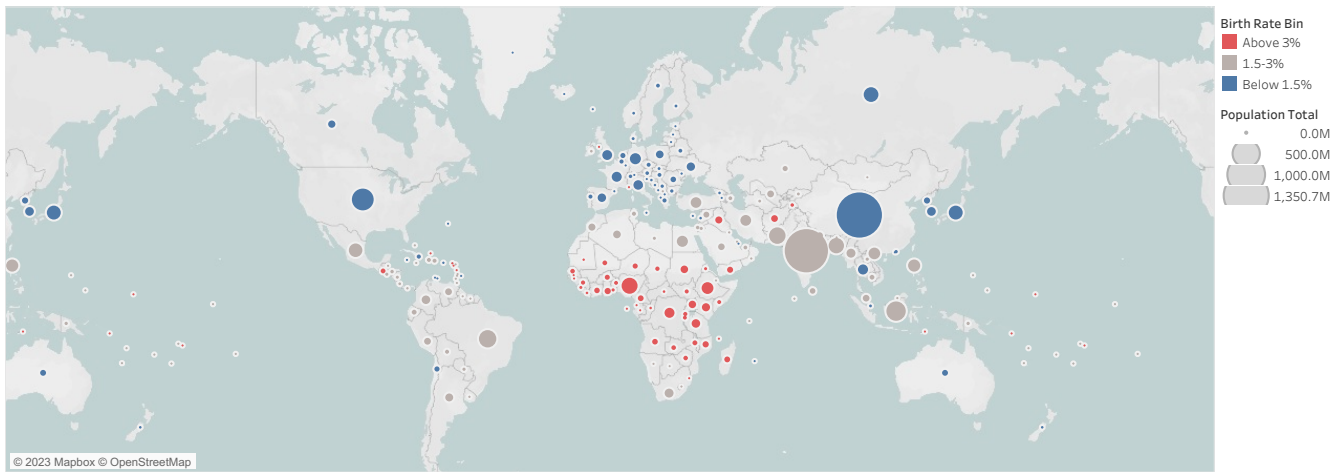 Birth Rate Bin
Above 3%
1.5-3%
Below 1.5%
Population Total
0.0M
500.0M
1,000.0M
1,350.7M
© 2023 Mapbox © OpenStreetMap